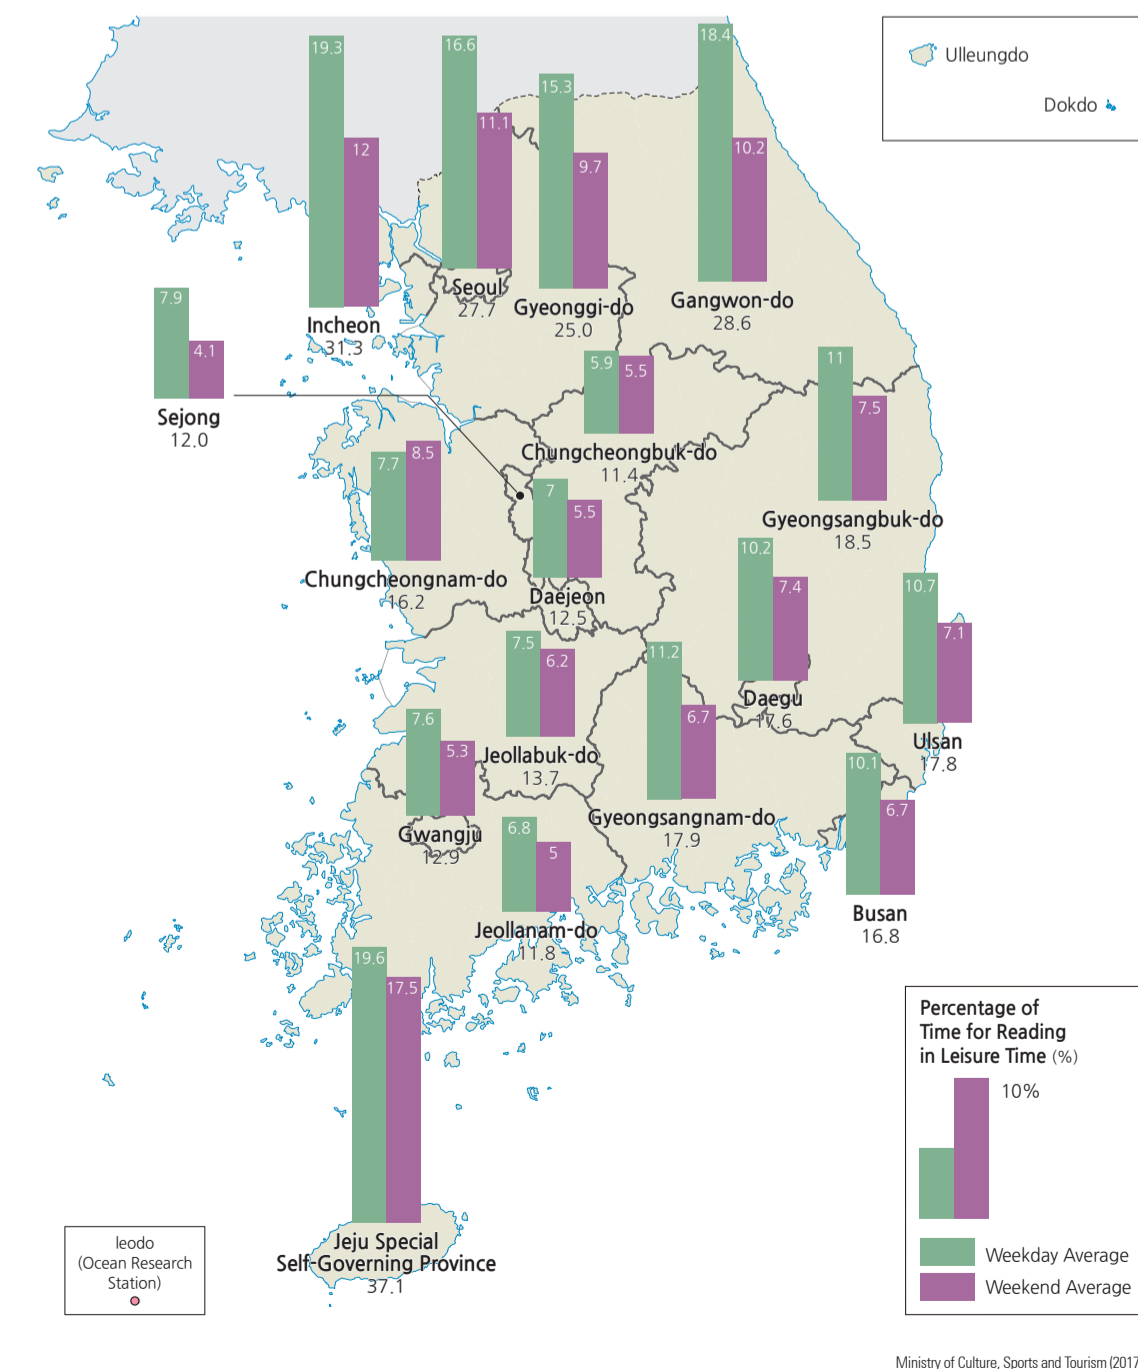 Ulleungdo
Dokdo
19.3
12
Incheon
31.3
16.6
11.1
Seoul
27.7
15.3
9.7
Gyeonggi-do
25.0
18.4
10.2
Gangwon-do
28.6
7.9
4.1
Sejong
12.0
5.9
5.5
Chungcheongbuk-do
11.4
11
7.5
Gyeongsangbuk-do
18.5
7.7
8.5
Chungcheongnam-do
16.2
7
5.5
Daejeon
12.5
10.2
7.4
Daegu
17.6
10.7
7.1
Ulsan
17.8
7.5
6.2
Jeollabuk-do
13.7
11.2
6.7
Gyeongsangnam-do
17.9
7.6
5.3
Gwangju
12.9
10.1
6.7
Busan
16.8
6.8
5
Jeollanam-do
11.8
19.6
17.5
Jeju Special
Self-Governing Province
37.1
Ieodo
(Ocean Research
Station)
Percentage of
Time for Reading
in Leisure Time (%)
10%
Weekday Average
Weekend Average
Ministry of Culture, Sports and Tourism (2017